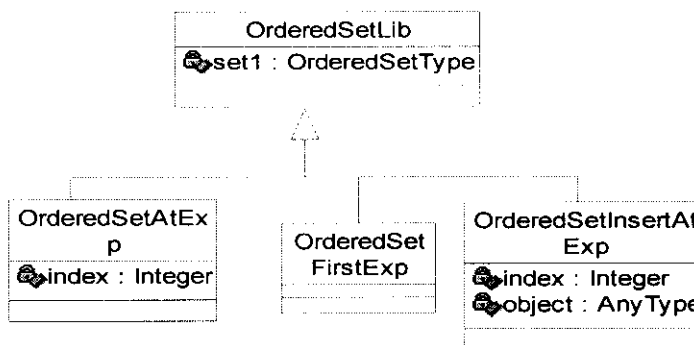 OrderedSetLib
set1 : OrderedSetType
OrderedSetAtEx
p
index : Integer
OrderedSet
FirstExp
OrderedSetInsertAt
Exp
index : Integer
object : AnyType